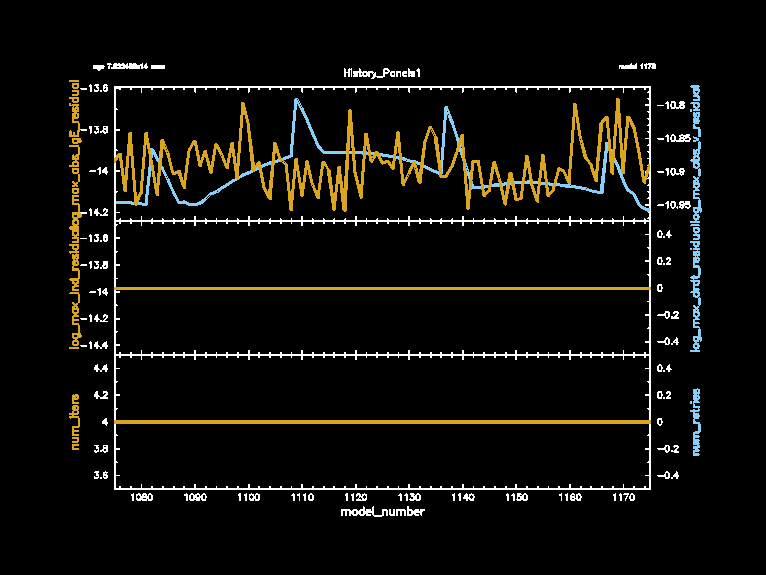 History_Panels1
model 1175
-13.6
-13.8
-14
-14.2
log_max_abs_lgE_residual
-10.8
-10.85
-10.9
-10.95
log_max_abs_v_residual
-13.6
-13.8
-14
-14.2
-14.4
log_max_lnd_residual
0.4
0.2
0
-0.2
-0.4
log_max_drdt_residual
4.4
4.2
4
3.8
3.6
num_iters
0.4
0.2
0
-0.2
-0.4
num_retries
1080 1090 1100 1110 1120 1130 1140 1150 1160 1170
model_number